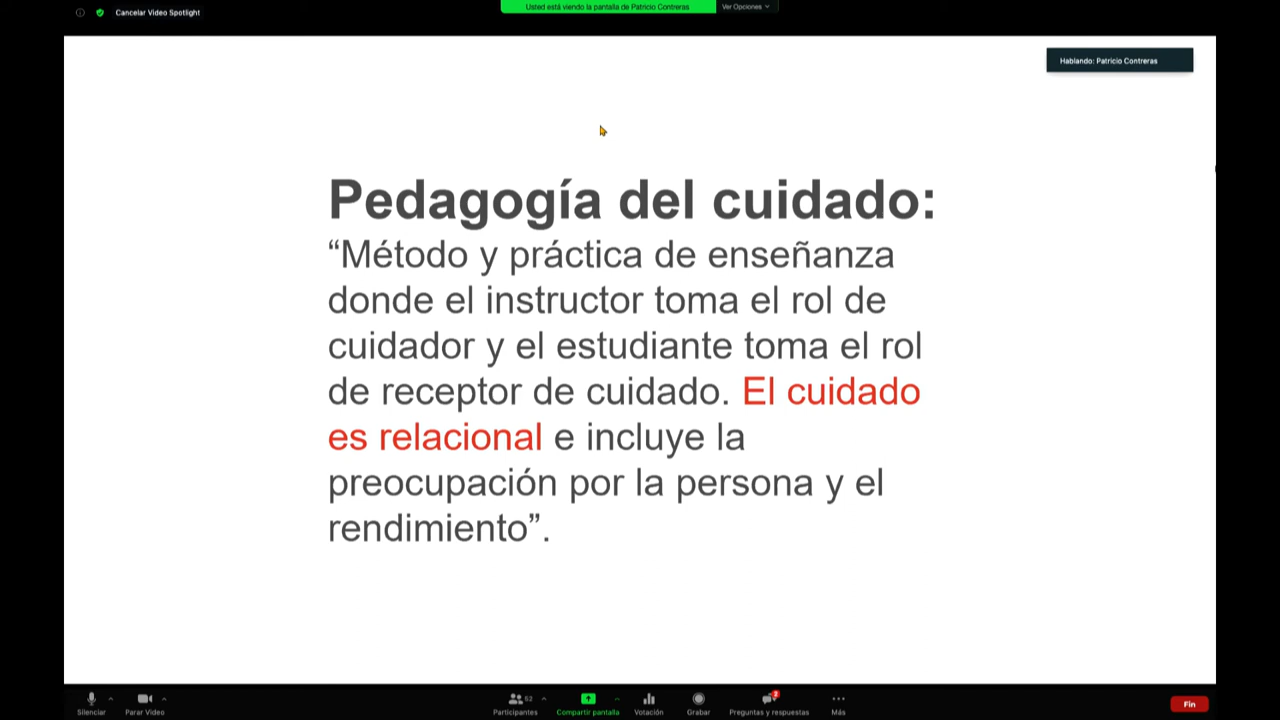 Cancelar Video Spotlight
Usted está viendo la pantalla de Patricio Contreras
Ver Opciones
Hablando: Patricio Contreras
Pedagogía del cuidado:
“Método y práctica de enseñanza
donde el instructor toma el rol de
cuidador y el estudiante toma el rol
de receptor de cuidado. El cuidado
es relacional e incluye la
preocupación por la persona y el
rendimiento”.
52
2
Silenciar
Parar Video
Participantes
Compartir pantalla
Votación
Grabar
Preguntas y respuestas
Más
Fin